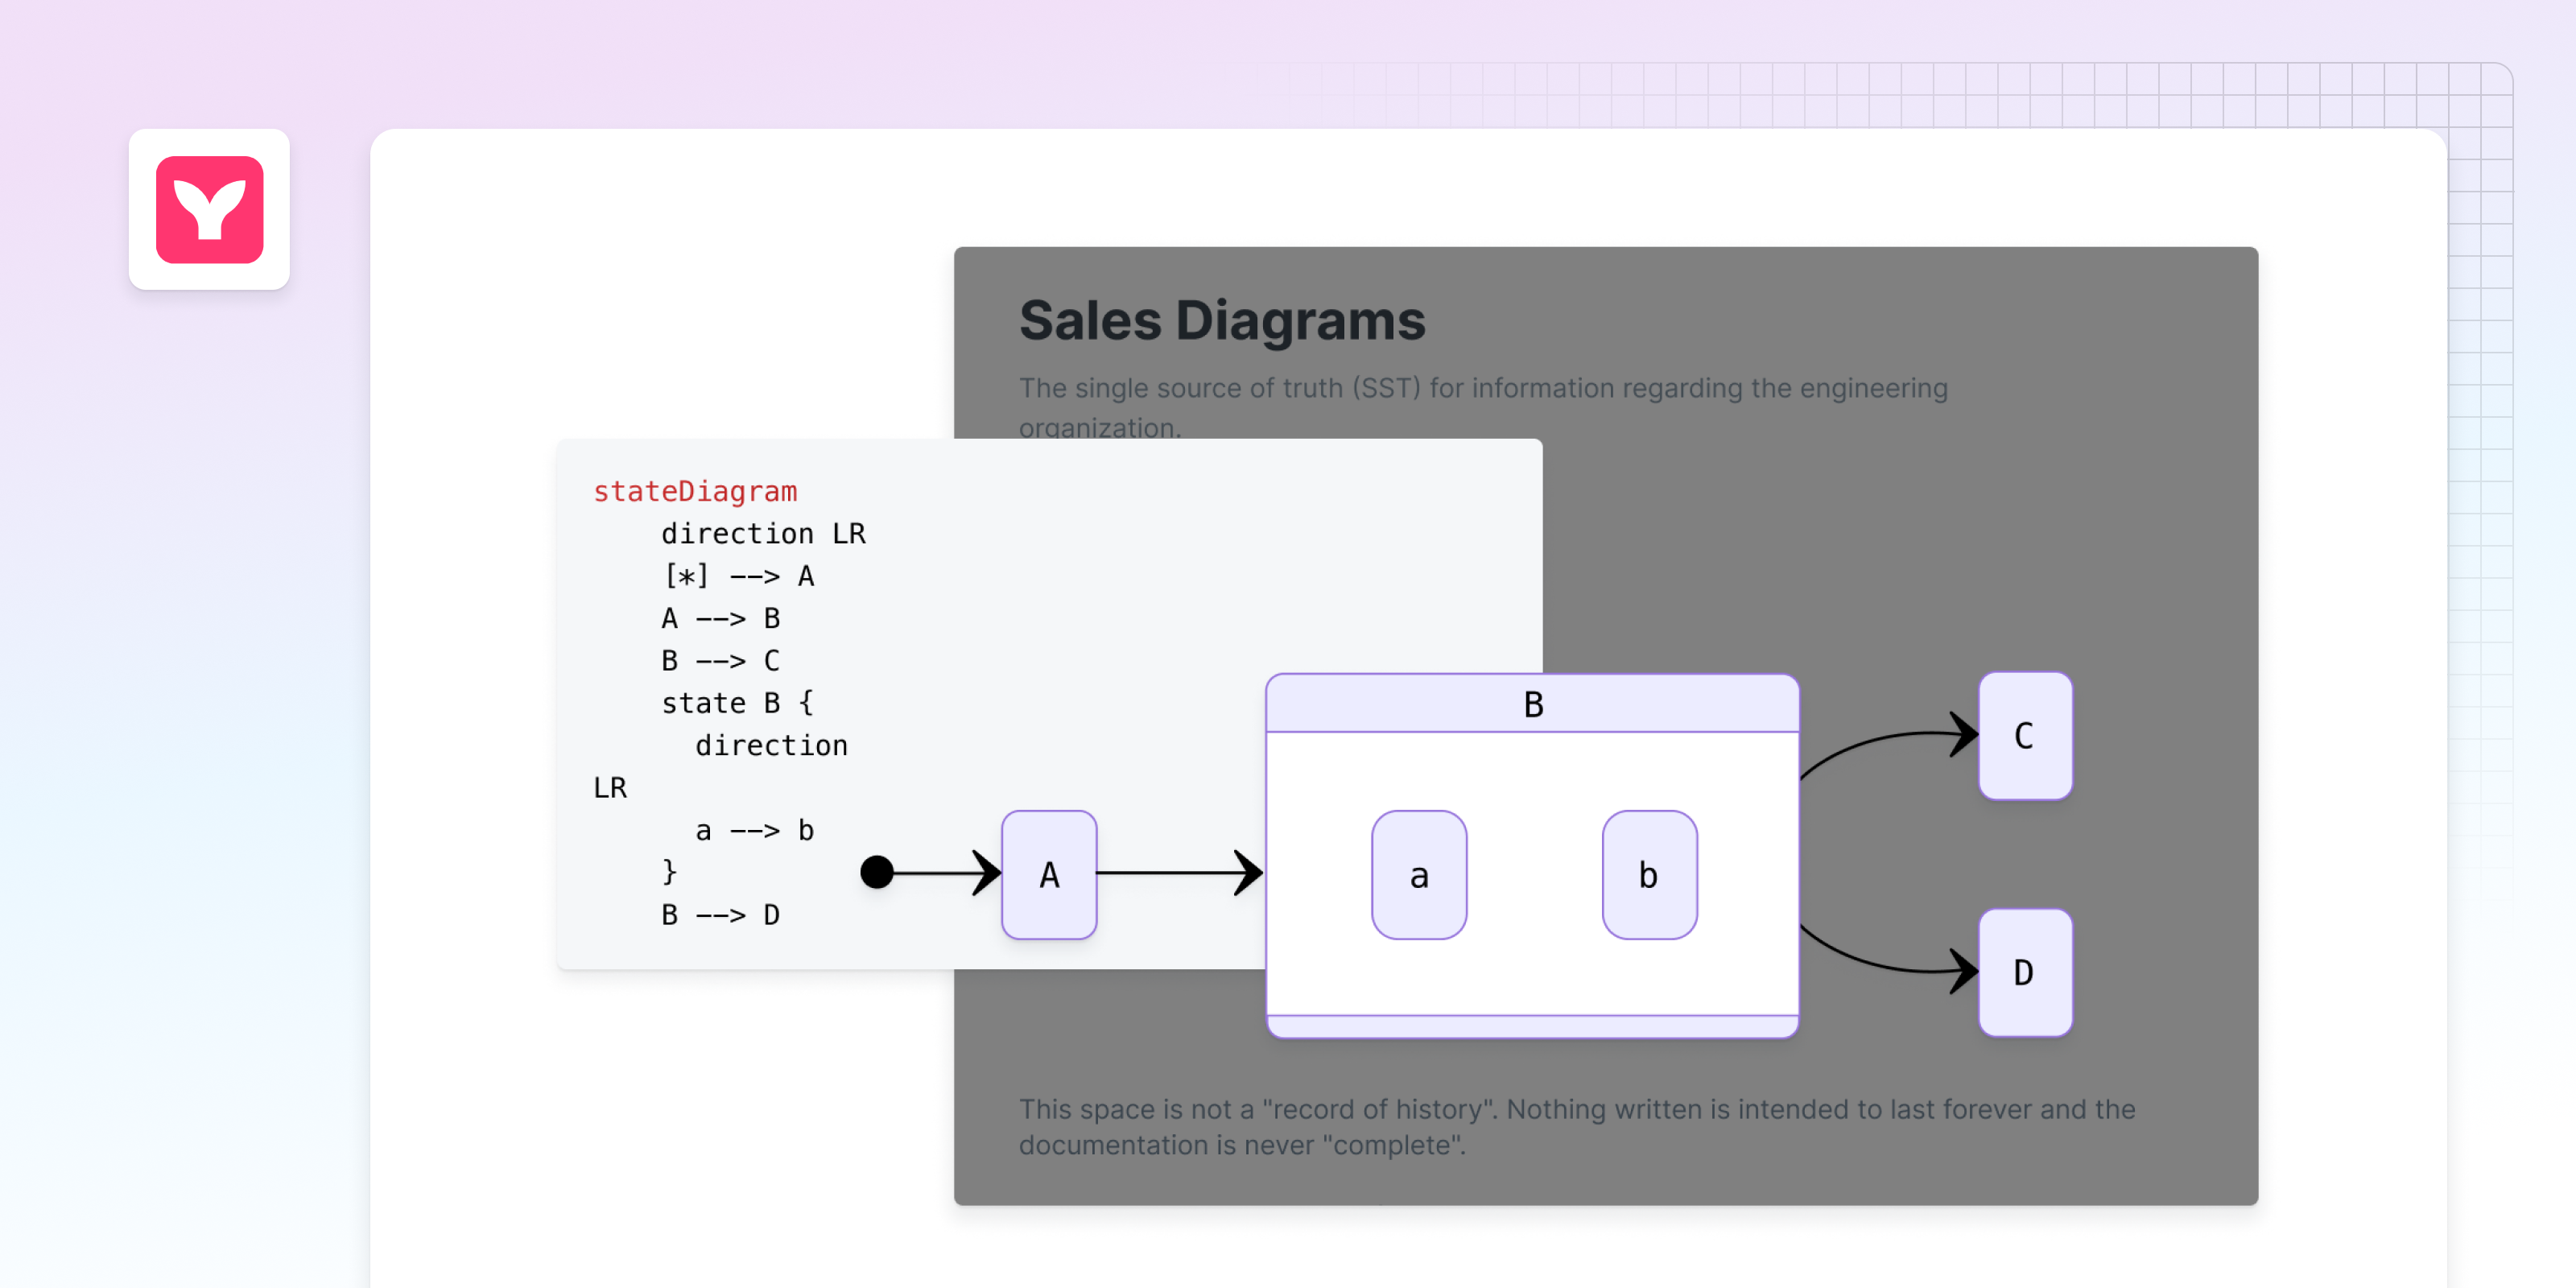 Sales Diagrams
The single source of truth (SST) for information regarding the engineering
organization.
stateDiagram
direction LR
[*] --> A
A --> B
B --> C
state B {
direction
LR
a --> b
}
B --> D
A
B
a
b
C
D
This space is not a "record of history". Nothing written is intended to last forever and the
documentation is never "complete".